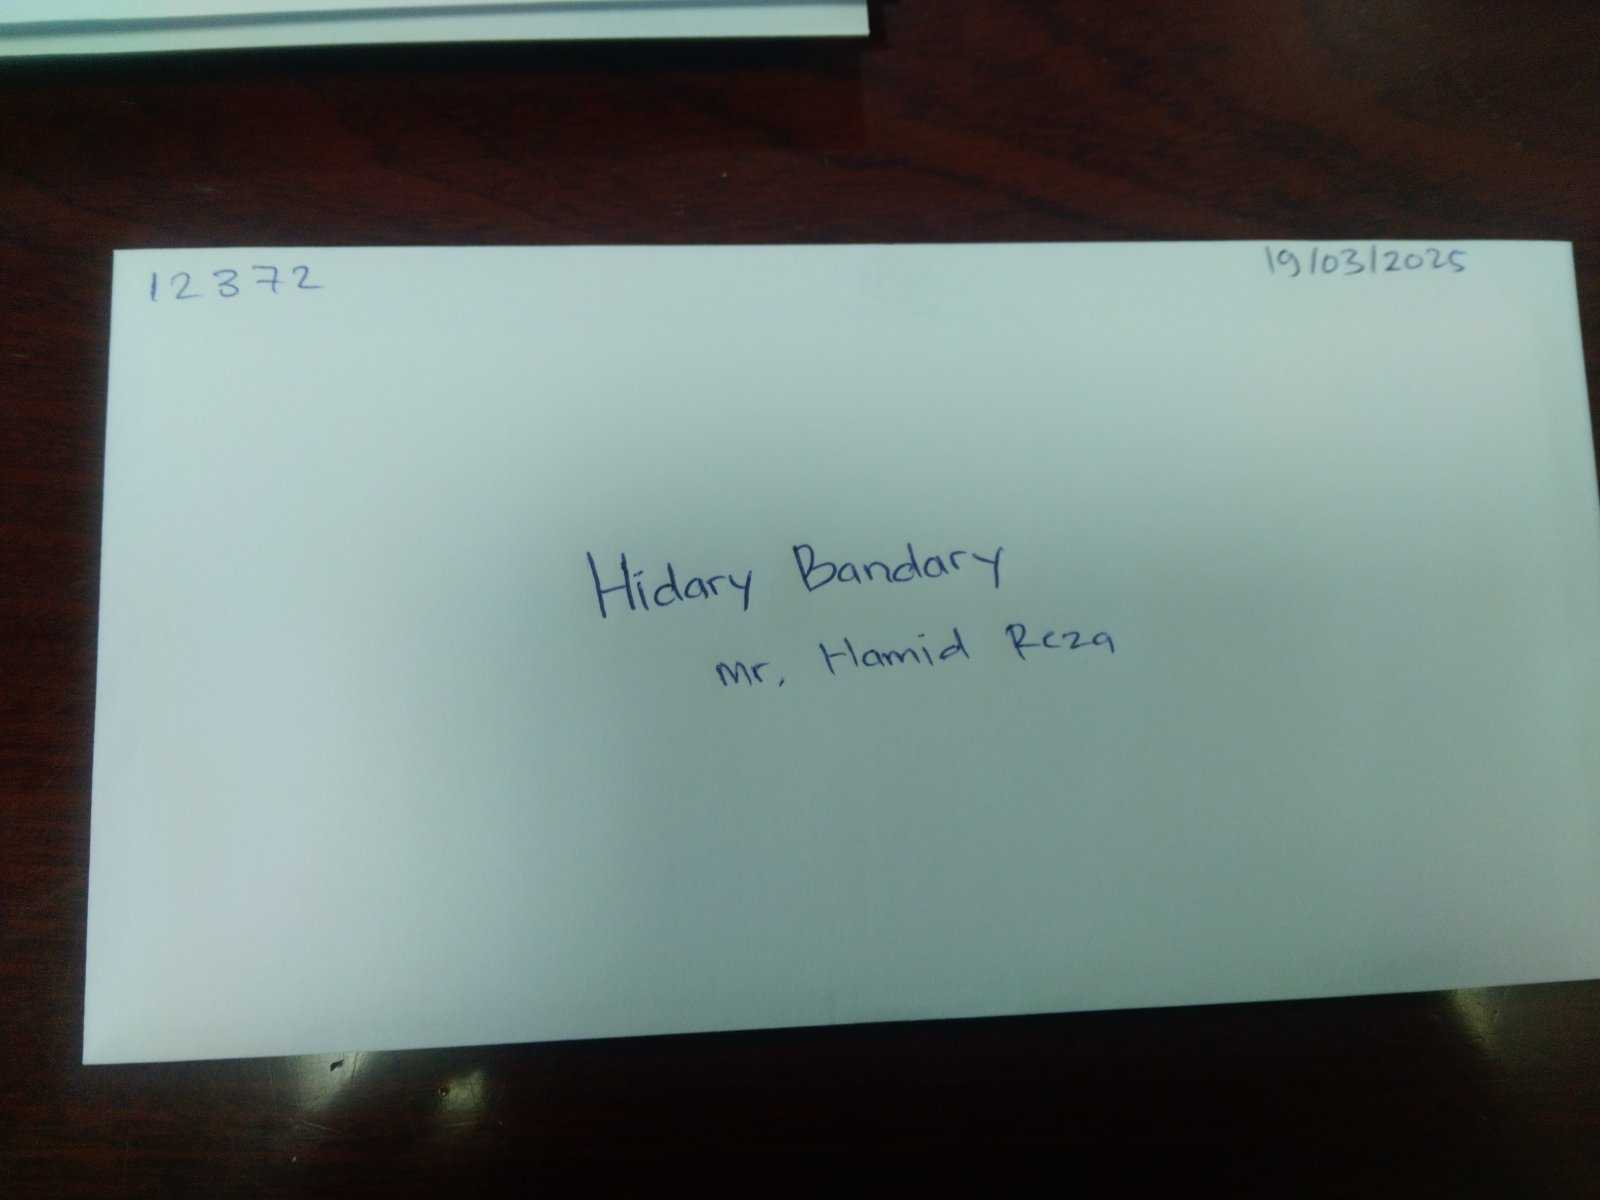 12372
19/03/2025
Hidary Bandary
Mr, Hamid Reza